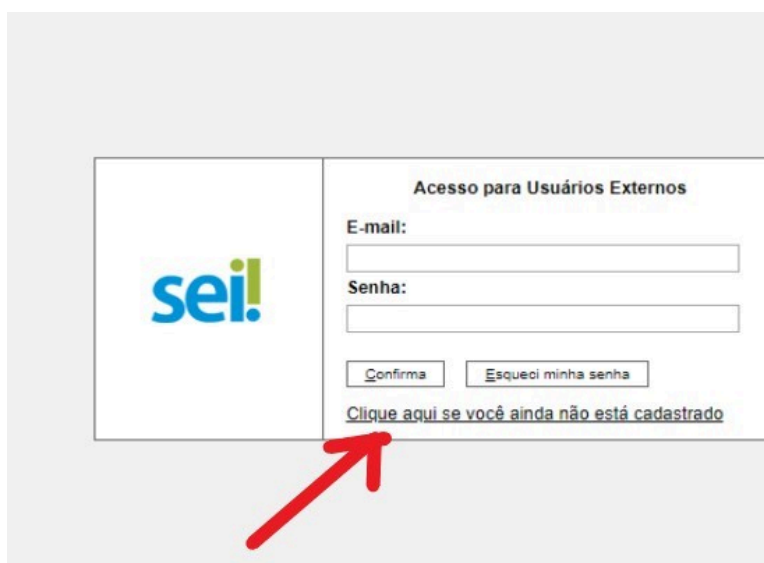 Acesso para Usuários Externos
E-mail:
sei!
Senha:
Confirma Esqueci minha senha
Clique aqui se você ainda não está cadastrado